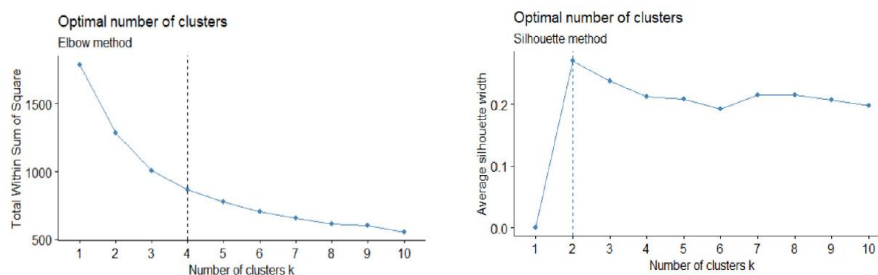 Optimal number of clusters
Elbow method
Total Within Sum of Square
1500
1000
500
1 2 3 4 5 6 7 8 9 10
Number of clusters k
Optimal number of clusters
Silhouette method
Average silhouette width
0.2
0.1
0.0
1 2 3 4 5 6 7 8 9 10
Number of clusters k